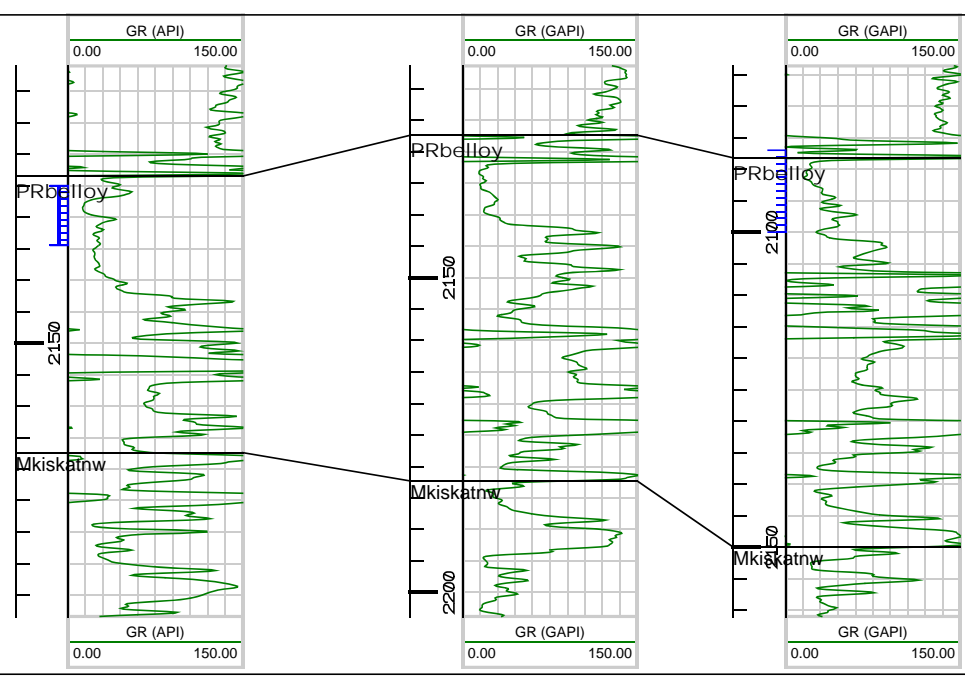 GR (API)
0.00 150.00
GR (GAPI)
0.00 150.00
GR (GAPI)
0.00 150.00
PRbelloy
PRbelloy
PRbelloy
2150
2150
2100
Mkiskatnw
Mkiskatnw
Mkiskatnw
2200
2150
GR (API)
0.00 150.00
GR (GAPI)
0.00 150.00
GR (GAPI)
0.00 150.00